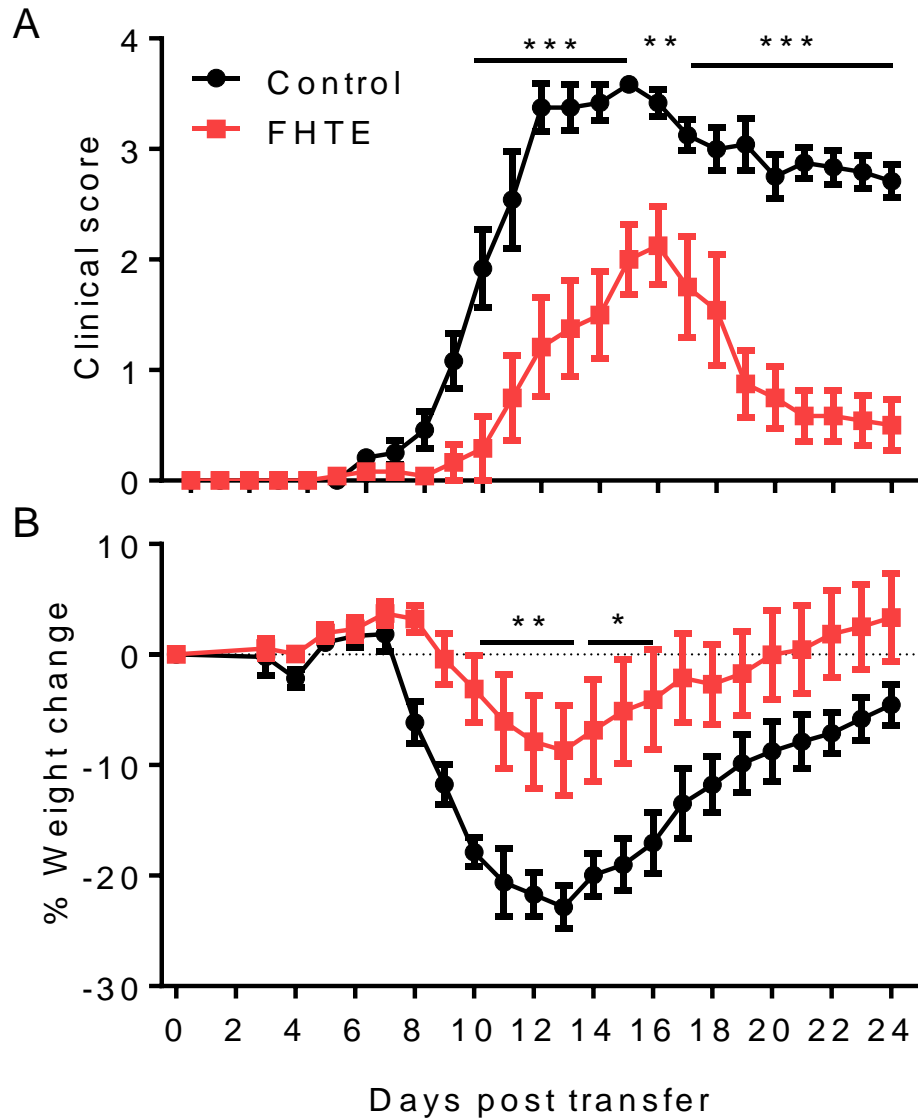 A
4
*** ** ***
Control
FHTE
3
2
1
0
Clinical score
B
10
** *
0
-10
-20
-30
% Weight change
0 2 4 6 8 10 12 14 16 18 20 22 24
Days post transfer